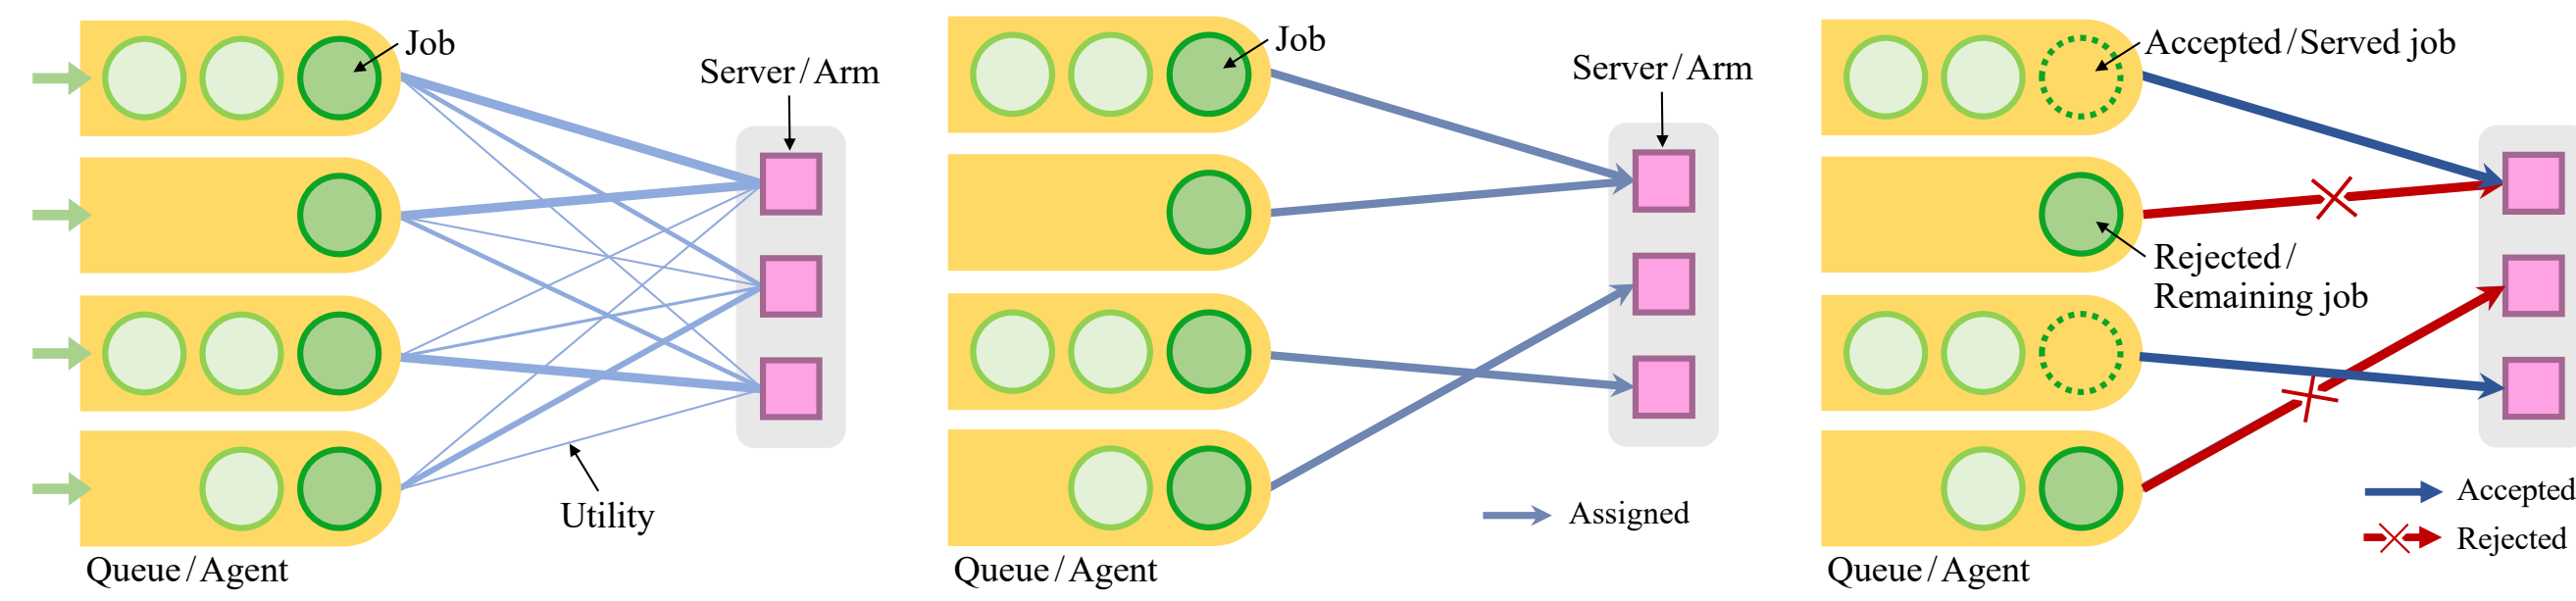 Job
Server / Arm
Utility
Queue / Agent
Job
Server / Arm
Assigned
Queue / Agent
Accepted / Served job
Rejected /
Remaining job
Accepted
Rejected
Queue / Agent